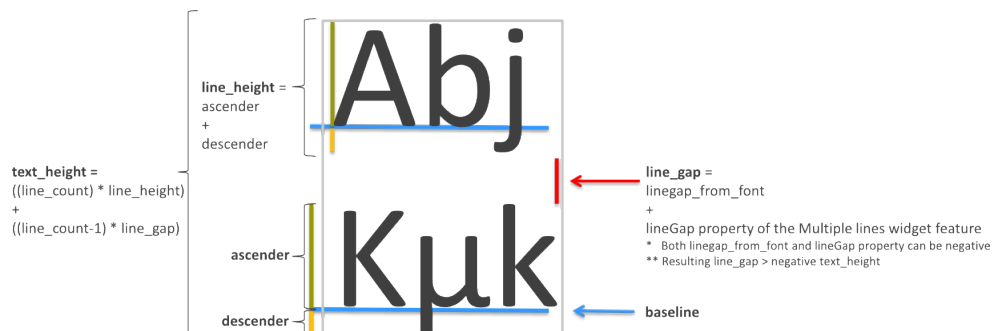 Abj
line_height =
ascender
+
descender
text_height =
((line_count) * line_height)
+
((line_count-1) * line_gap)
line_gap =
linegap_from_font
+
lineGap property of the Multiple lines widget feature
* Both linegap_from_font and lineGap property can be negative
** Resulting line_gap > negative text_height
Kμk
ascender
baseline
descender